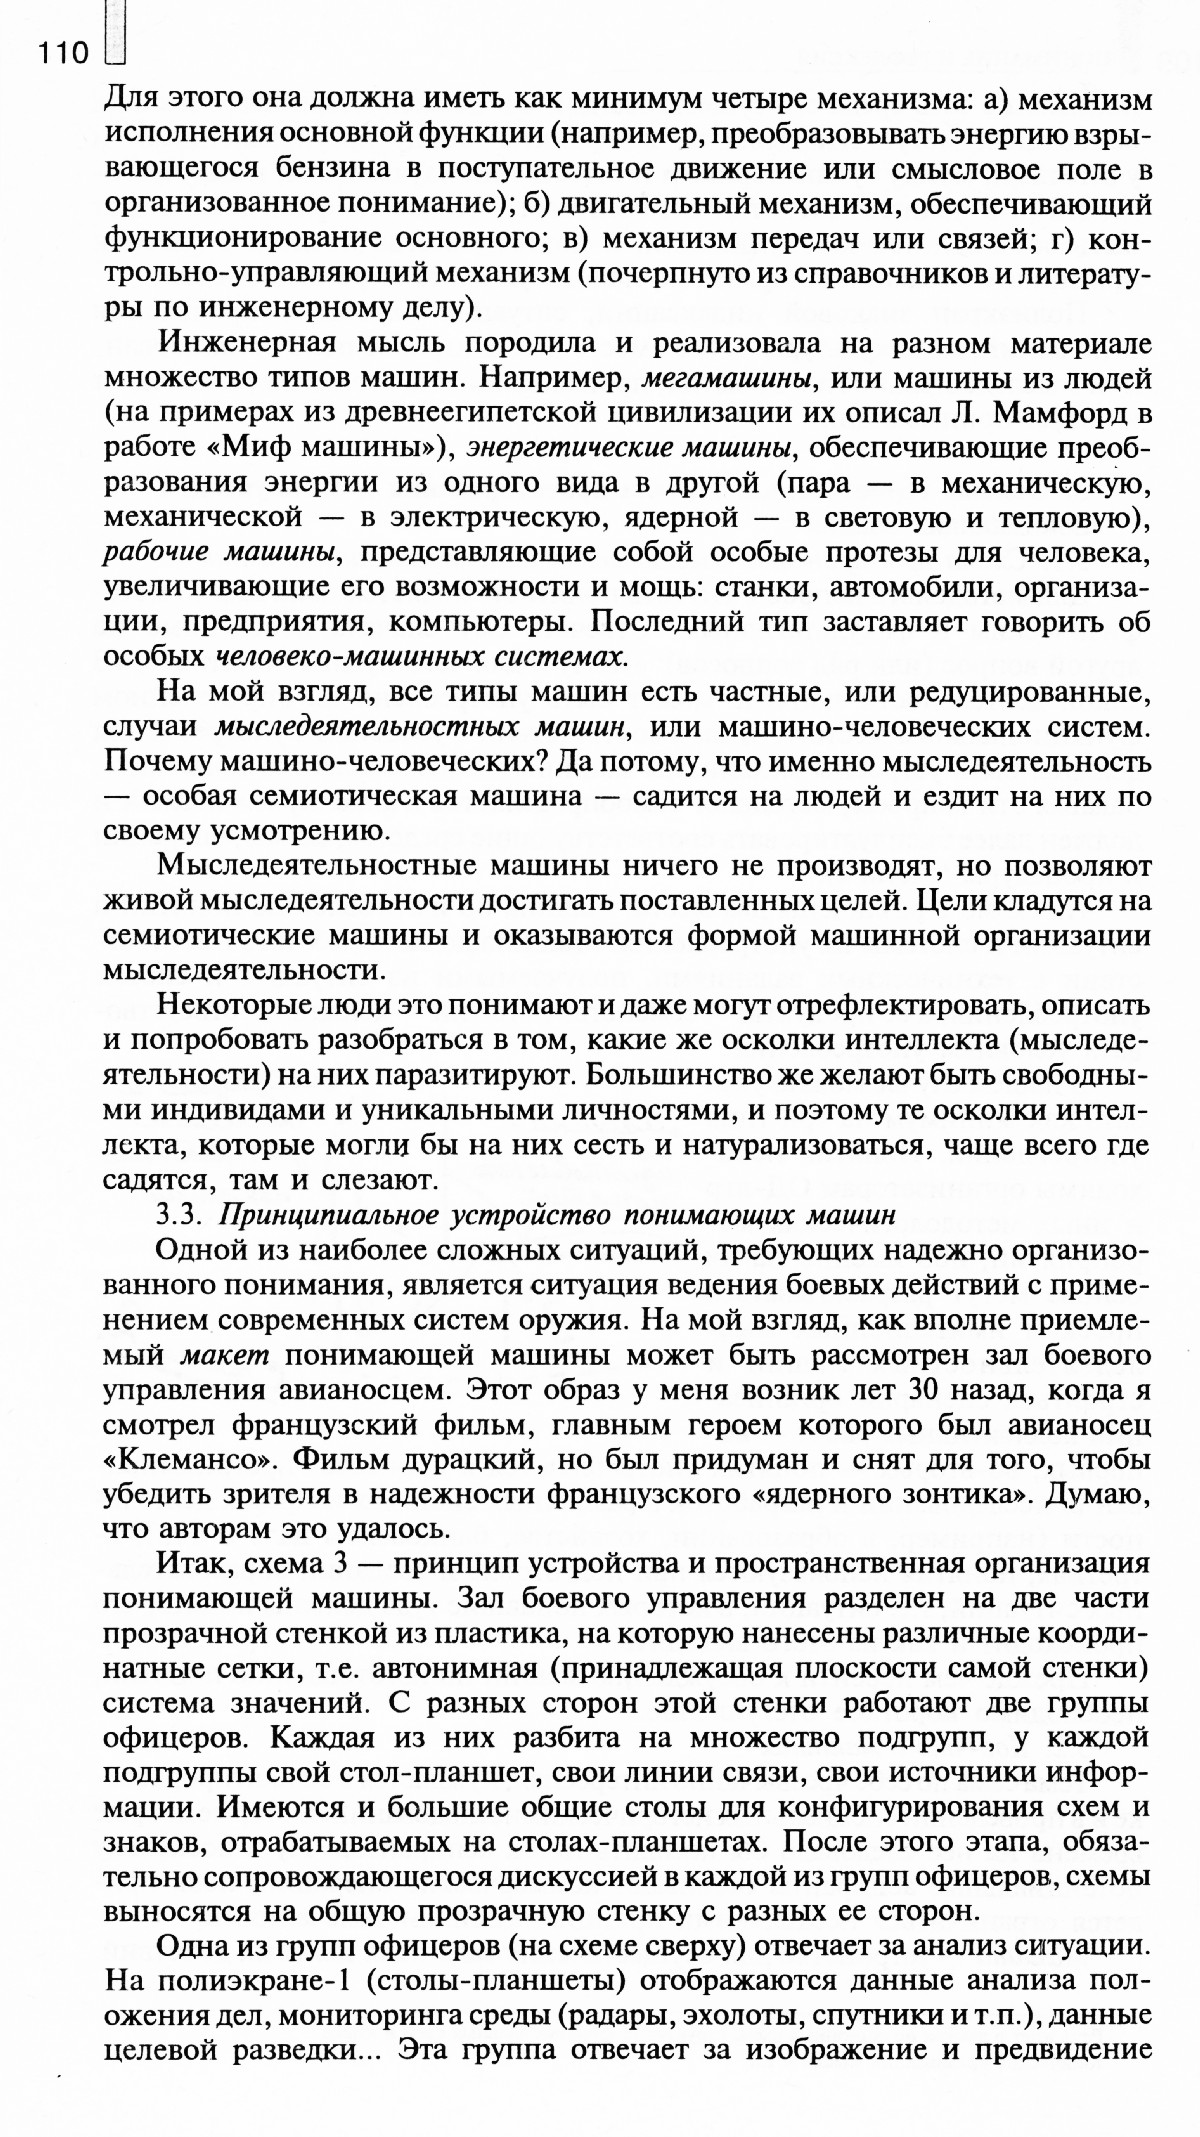 110
Для этого она должна иметь как минимум четыре механизма: а) механизм
исполнения основной функции (например, преобразовывать энергию взры-
вающегося бензина в поступательное движение или смысловое поле в
организованное понимание); б) двигательный механизм, обеспечивающий
функционирование основного; в) механизм передач или связей; г) кон-
трольно-управляющий механизм (почерпнуто из справочников и литерату-
ры по инженерному делу).
Инженерная мысль породила и реализовала на разном материале
множество типов машин. Например, мегамашины, или машины из людей
(на примерах из древнеегипетской цивилизации их описал Л. Мамфорд в
работе «Миф машины»), энергетические машины, обеспечивающие преоб-
разования энергии из одного вида в другой (пара — в механическую,
механической — в электрическую, ядерной — в световую и тепловую),
рабочие машины, представляющие собой особые протезы для человека,
увеличивающие его возможности и мощь: станки, автомобили, организа-
ции, предприятия, компьютеры. Последний тип заставляет говорить об
особых человеко-машинных системах.
На мой взгляд, все типы машин есть частные, или редуцированные,
случаи мыследеятельностных машин, или машино-человеческих систем.
Почему машино-человеческих? Да потому, что именно мыследеятельность
— особая семиотическая машина — садится на людей и ездит на них по
своему усмотрению.
Мыследеятельностные машины ничего не производят, но позволяют
живой мыследеятельности достигать поставленных целей. Цели кладутся на
семиотические машины и оказываются формой машинной организации
мыследеятельности.
Некоторые люди это понимают и даже могут отрефлектировать, описать
и попробовать разобраться в том, какие же осколки интеллекта (мыследе-
ятельности) на них паразитируют. Большинство же желают быть свободны-
ми индивидами и уникальными личностями, и поэтому те осколки интел-
лекта, которые могли бы на них сесть и натурализоваться, чаще всего где
садятся, там и слезают.
3.3. Принципиальное устройство понимающих машин
Одной из наиболее сложных ситуаций, требующих надежно организо-
ванного понимания, является ситуация ведения боевых действий с приме-
нением современных систем оружия. На мой взгляд, как вполне приемле-
мый макет понимающей машины может быть рассмотрен зал боевого
управления авианосцем. Этот образ у меня возник лет 30 назад, когда я
смотрел французский фильм, главным героем которого был авианосец
«Клемансо». Фильм дурацкий, но был придуман и снят для того, чтобы
убедить зрителя в надежности французского «ядерного зонтика». Думаю,
что авторам это удалось.
Итак, схема 3 — принцип устройства и пространственная организация
понимающей машины. Зал боевого управления разделен на две части
прозрачной стенкой из пластика, на которую нанесены различные коорди-
натные сетки, т.е. автонимная (принадлежащая плоскости самой стенки)
система значений. С разных сторон этой стенки работают две группы
офицеров. Каждая из них разбита на множество подгрупп, у каждой
подгруппы свой стол-планшет, свои линии связи, свои источники инфор-
мации. Имеются и большие общие столы для конфигурирования схем и
знаков, отрабатываемых на столах-планшетах. После этого этапа, обяза-
тельно сопровождающегося дискуссией в каждой из групп офицеров, схемы
выносятся на общую прозрачную стенку с разных ее сторон.
Одна из групп офицеров (на схеме сверху) отвечает за анализ ситуации.
На полиэкране-1 (столы-планшеты) отображаются данные анализа пол-
ожения дел, мониторинга среды (радары, эхолоты, спутники и т.п.), данные
целевой разведки... Эта группа отвечает за изображение и предвидение